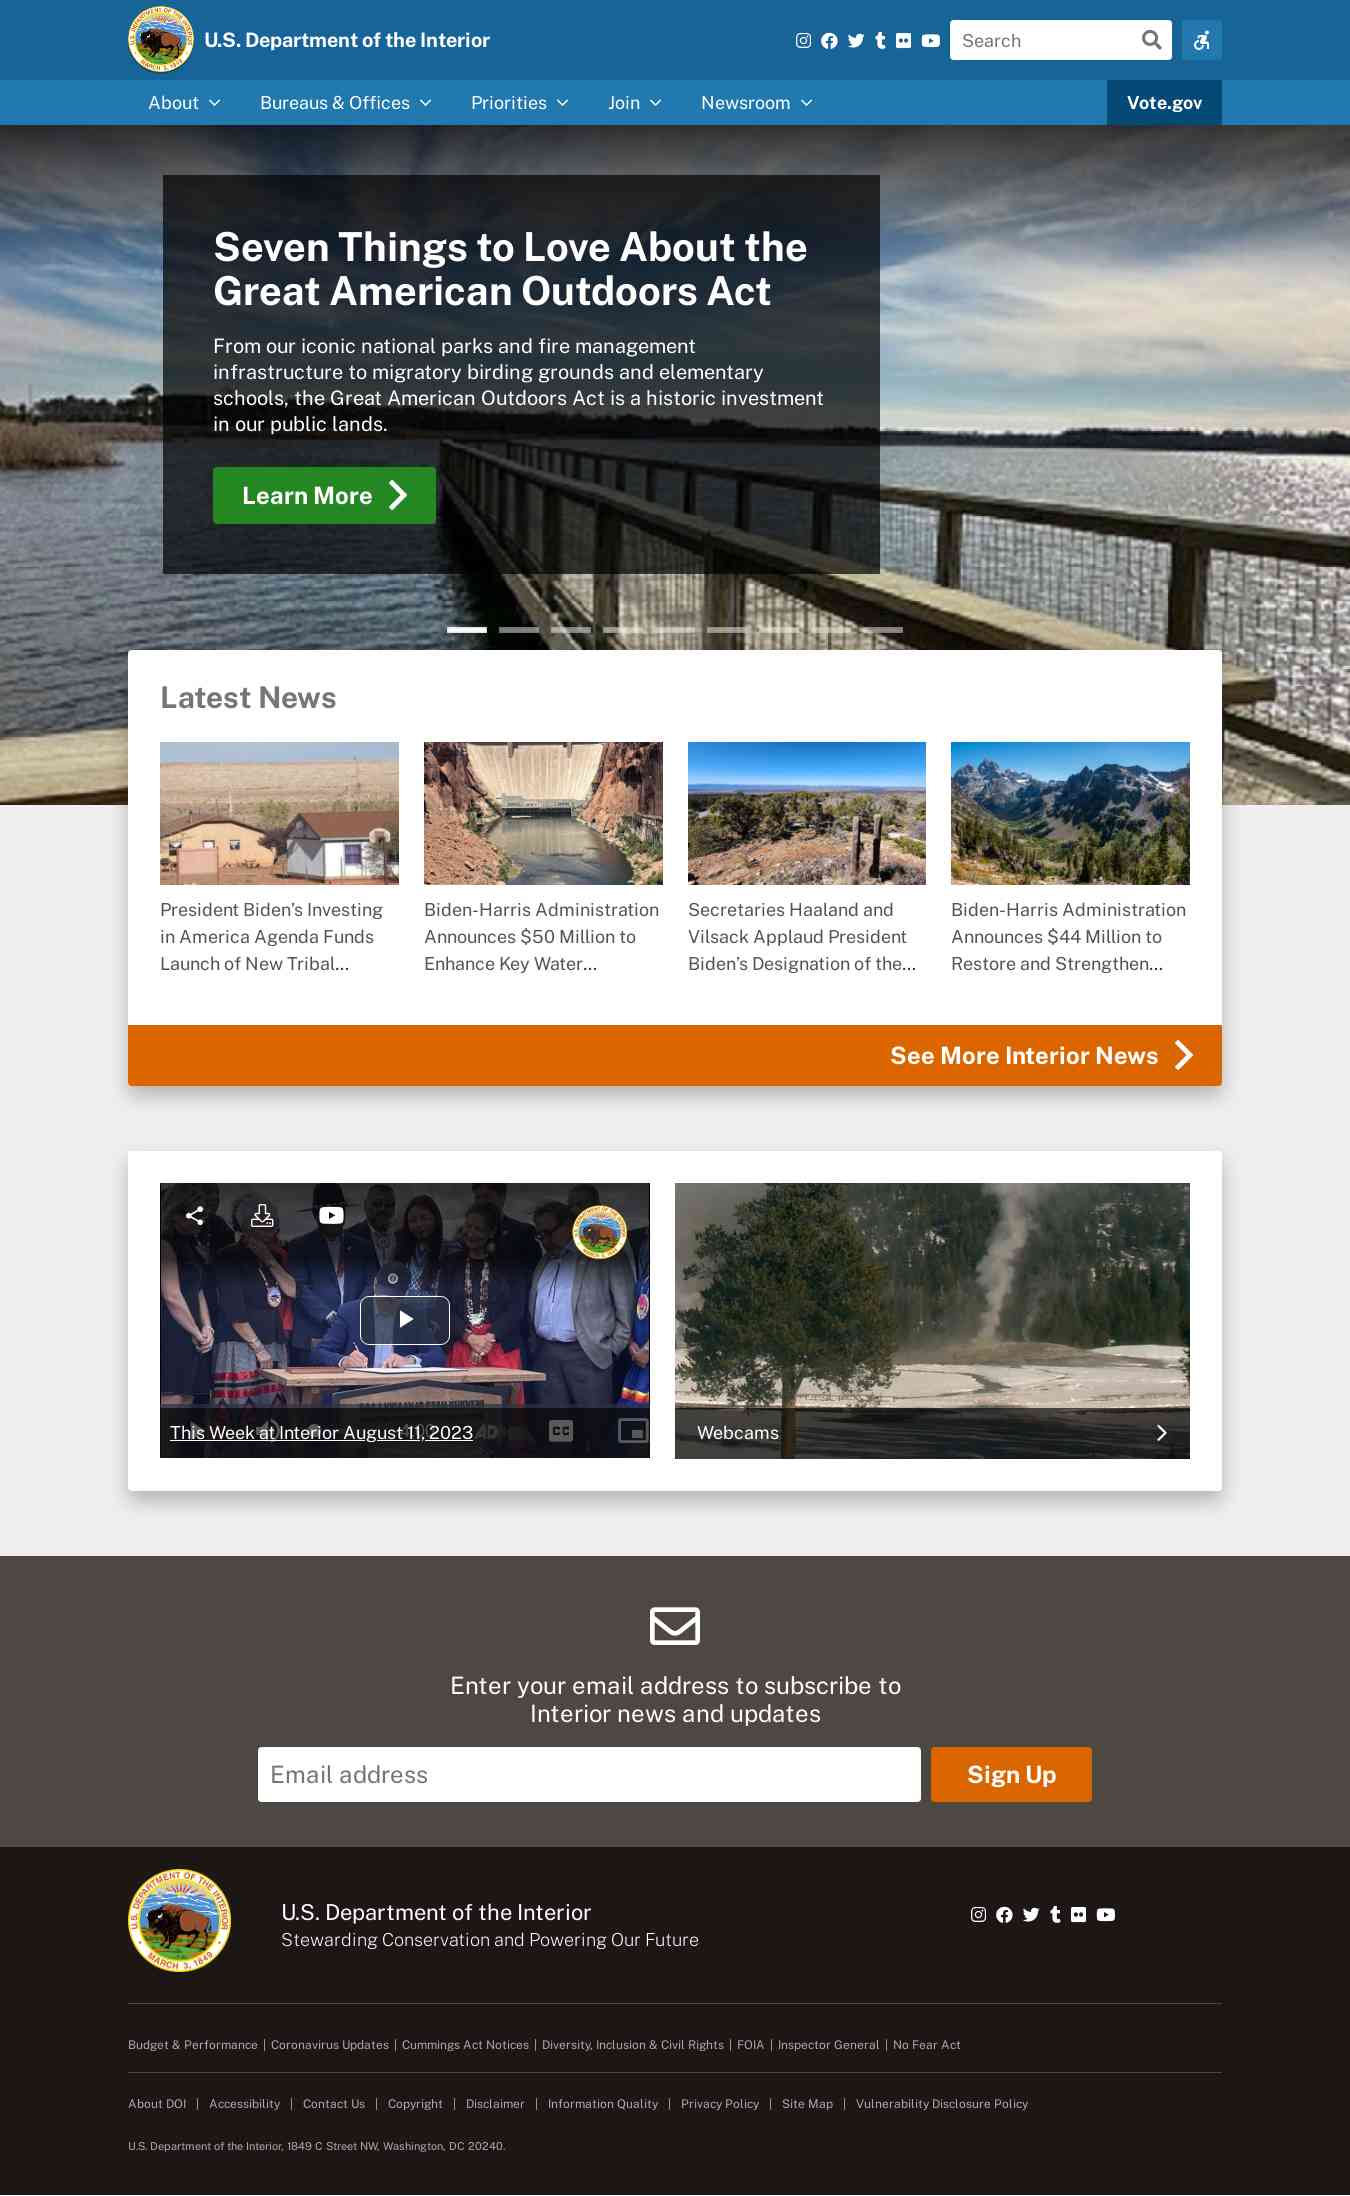 U.S. Department of the Interior
Search
About
Bureaus & Offices
Priorities
Join
Newsroom
Vote.gov
Seven Things to Love About the
Great American Outdoors Act
From our iconic national parks and fire management
infrastructure to migratory birding grounds and elementary
schools, the Great American Outdoors Act is a historic investment
in our public lands.
Learn More
Latest News
President Biden's Investing
in America Agenda Funds
Launch of New Tribal...
Biden-Harris Administration
Announces $50 Million to
Enhance Key Water...
Secretaries Haaland and
Vilsack Applaud President
Biden's Designation of the...
Biden-Harris Administration
Announces $44 Million to
Restore and Strengthen...
See More Interior News
This Week at Interior August 11, 2023
CC
Webcams
Enter your email address to subscribe to
Interior news and updates
Email address
Sign Up
U.S. DEPARTMENT OF THE INTERIOR
MARCH 3, 1849
U.S. Department of the Interior
Stewarding Conservation and Powering Our Future
Budget & Performance | Coronavirus Updates | Cummings Act Notices | Diversity, Inclusion & Civil Rights | FOIA | Inspector General | No Fear Act
About DOI | Accessibility | Contact Us | Copyright | Disclaimer | Information Quality | Privacy Policy | Site Map | Vulnerability Disclosure Policy
U.S. Department of the Interior, 1849 C Street NW, Washington, DC 20240.